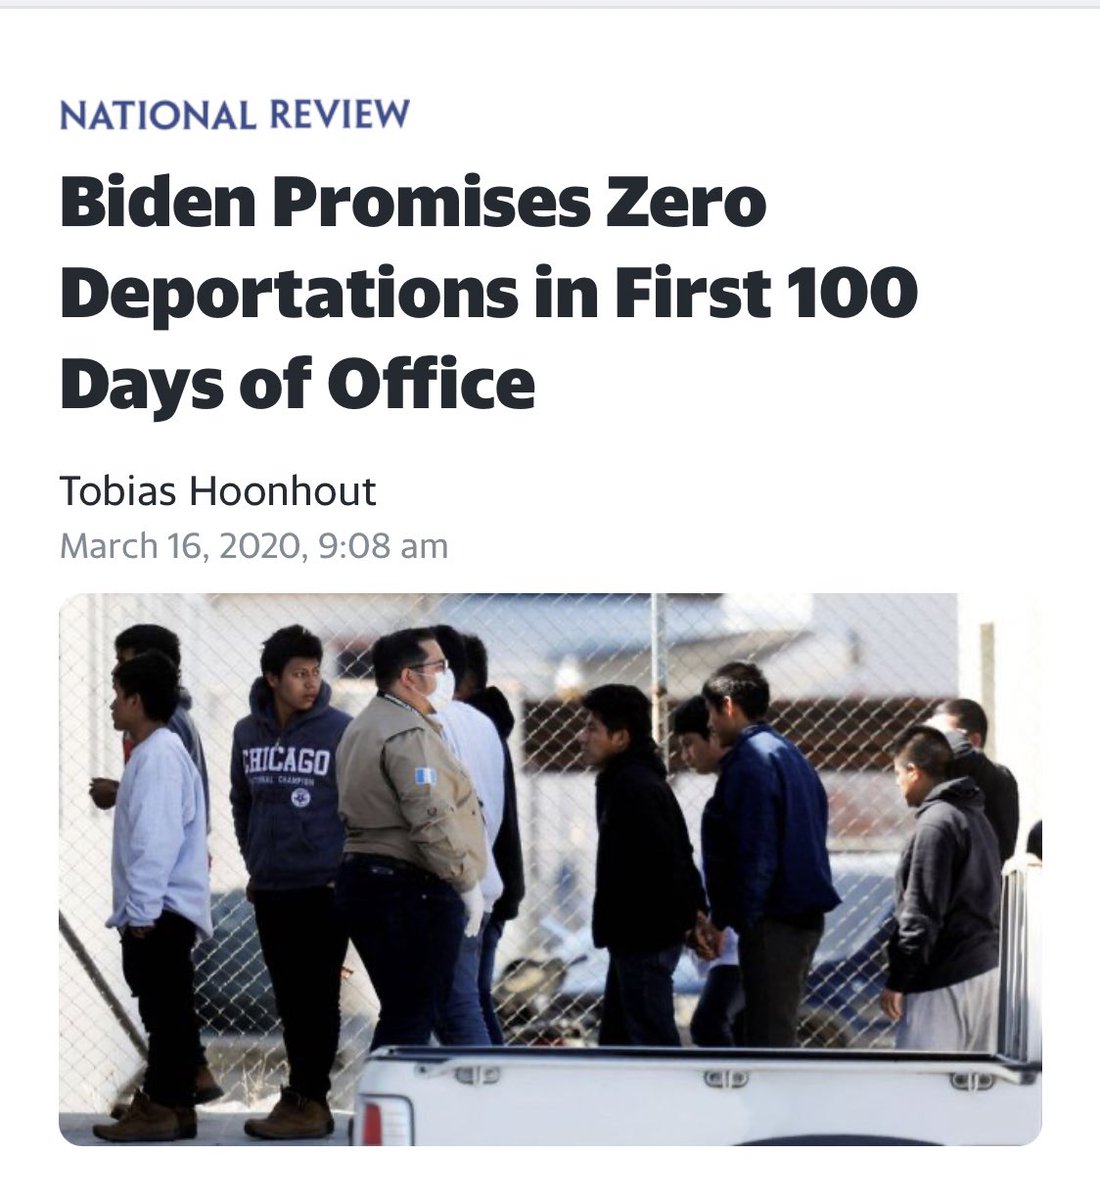 NATIONAL REVIEW
Biden Promises Zero
Deportations in First 100
Days of Office
Tobias Hoonhout
March 16, 2020, 9:08 am
CHICAGO